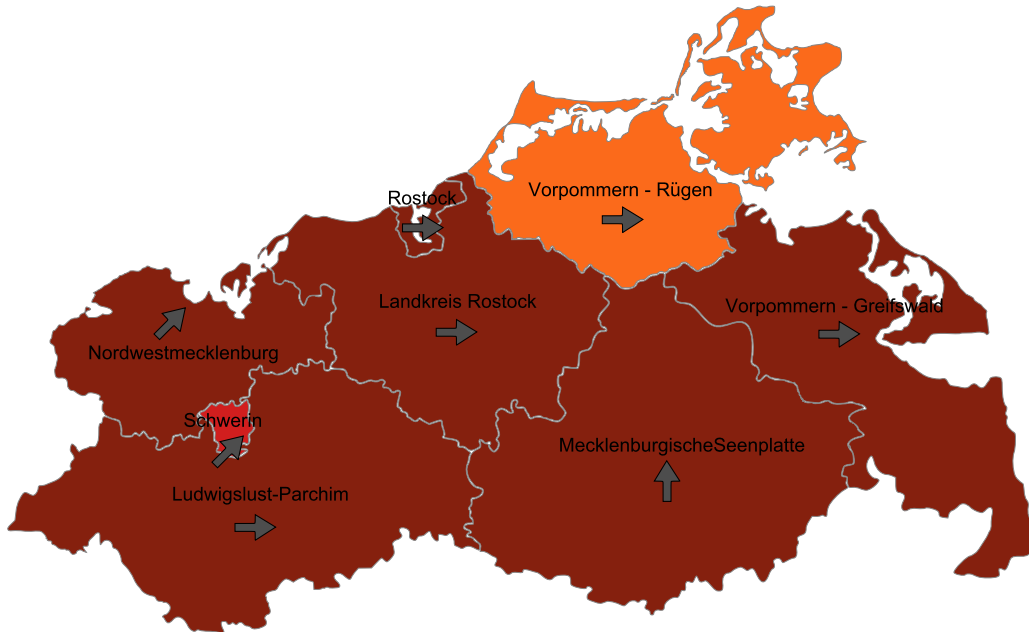 Vorpommern - Rügen
Rostock
Landkreis Rostock
Vorpommern - Greifswald
Nordwestmecklenburg
Schwerin
MecklenburgischeSeenplatte
Ludwigslust-Parchim